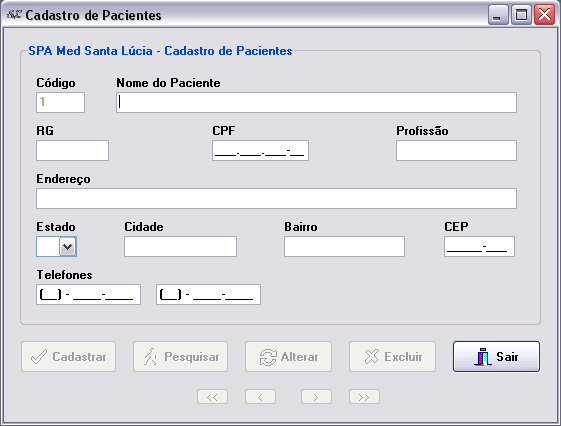 Cadastro de Pacientes
SPA Med Santa Lúcia - Cadastro de Pacientes
Código Nome do Paciente
1
RG CPF Profissão
___.___.___-__
Endereço
Estado Cidade Bairro CEP
_____-___
Telefones
(__) - ____-____ (__) - ____-____
Cadastrar Pesquisar Alterar Excluir Sair
<< < > >>